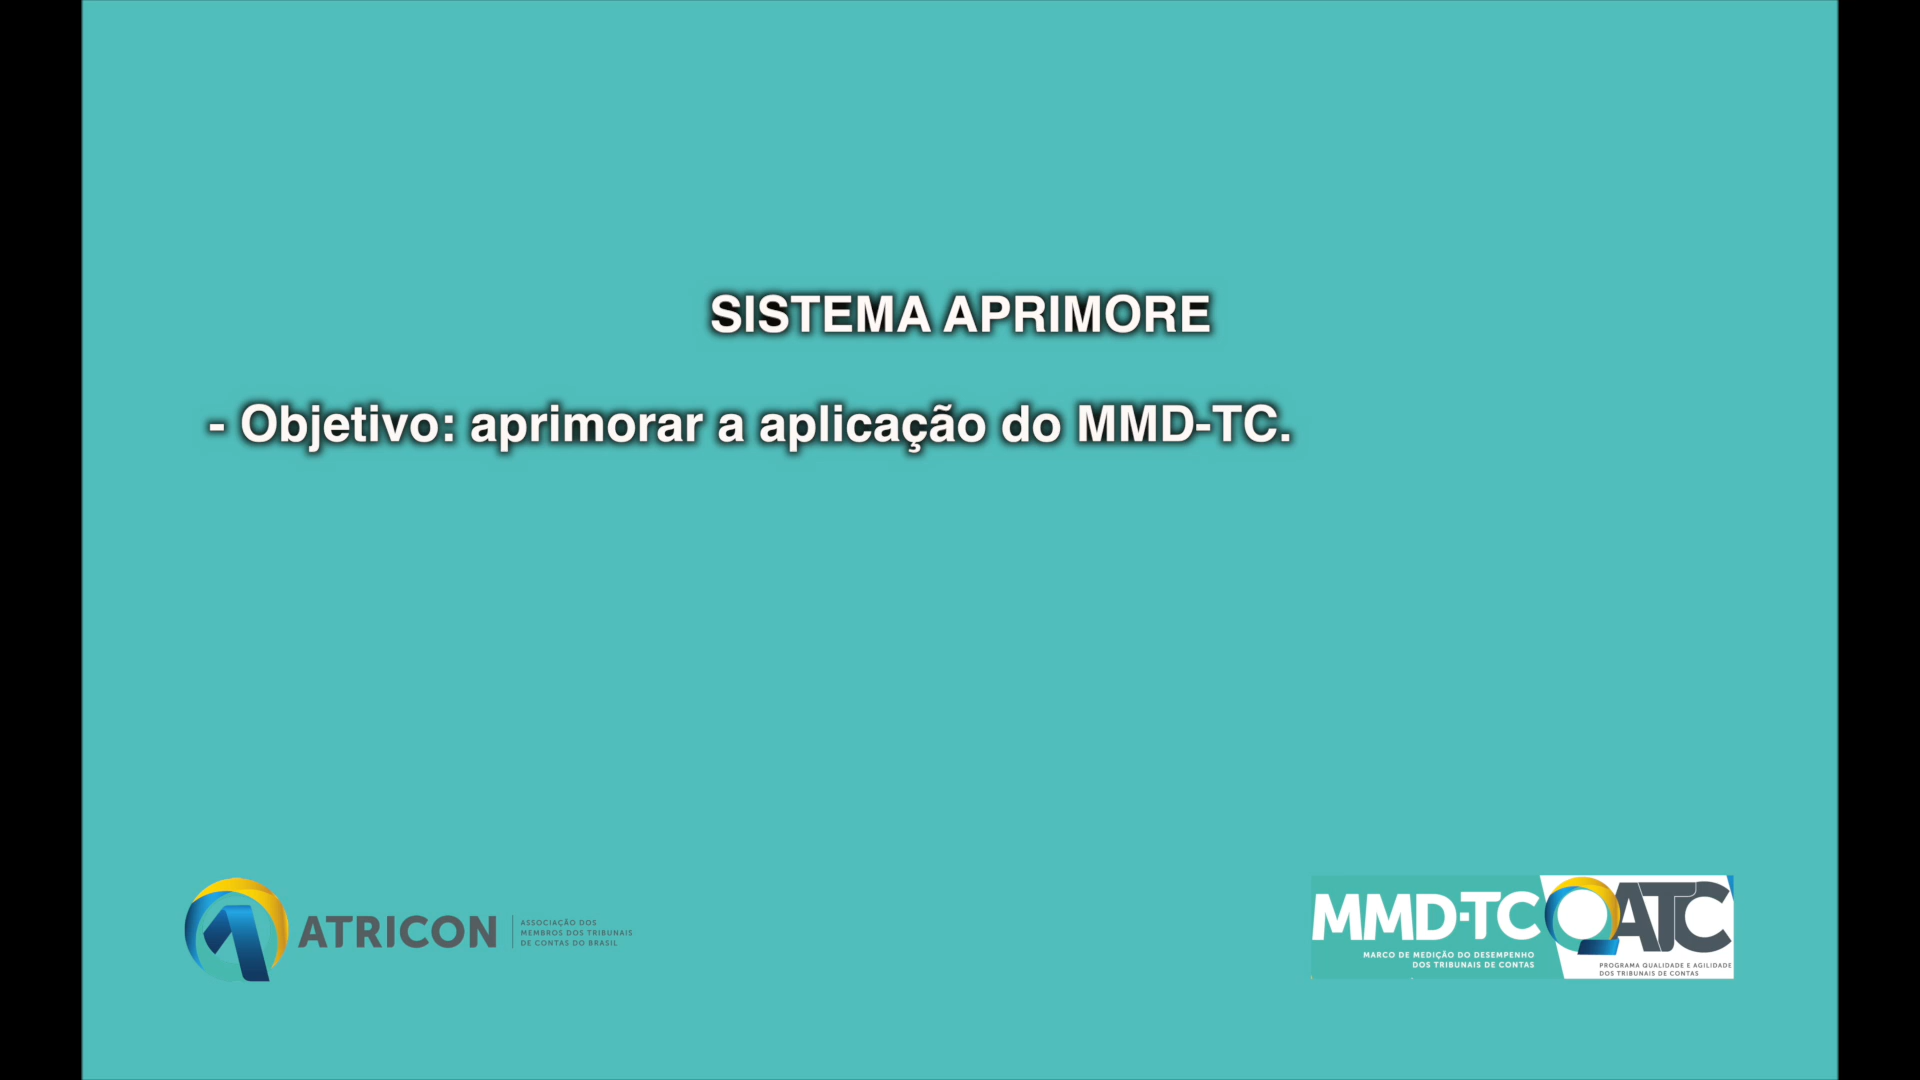 SISTEMA APRIMORE
- Objetivo: aprimorar a aplicação do MMD-TC.
ATRICON
ASSOCIAÇÃO DOS
MEMBROS DOS TRIBUNAIS
DE CONTAS DO BRASIL
MMD-TC
MARCO DE MEDIÇÃO DO DESEMPENHO
DOS TRIBUNAIS DE CONTAS
QATC
PROGRAMA QUALIDADE E AGILIDADE
DOS TRIBUNAIS DE CONTAS